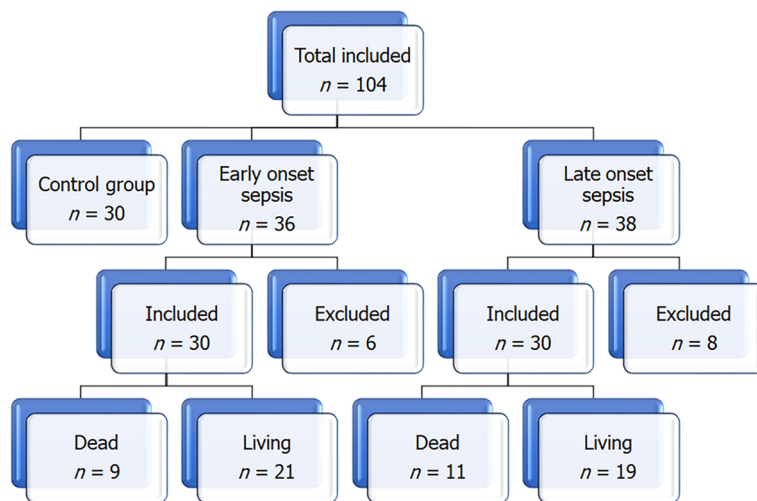 Total included
n = 104
Control group
n = 30
Early onset
sepsis
n = 36
Late onset
sepsis
n = 38
Included
n = 30
Excluded
n = 6
Included
n = 30
Excluded
n = 8
Dead
n = 9
Living
n = 21
Dead
n = 11
Living
n = 19